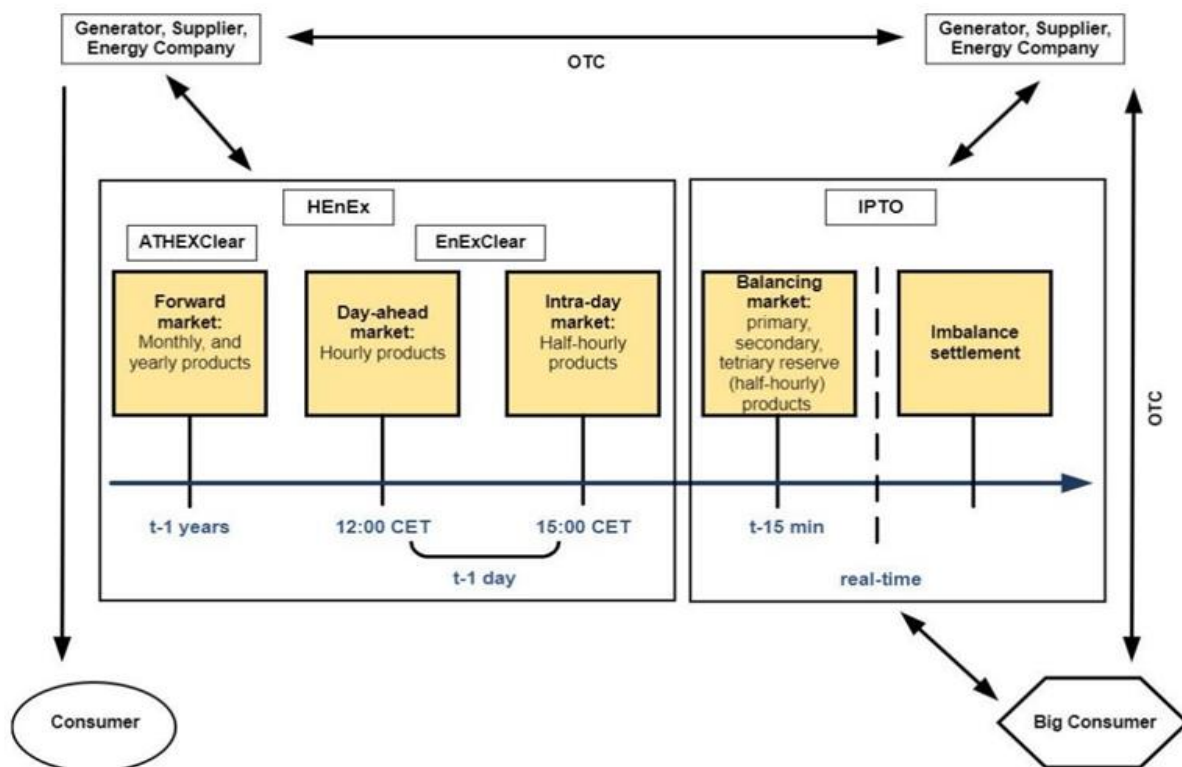 Generator, Supplier,
Energy Company
OTC
Generator, Supplier,
Energy Company
HEnEx
IPTO
ATHEXClear
EnExClear
Forward
market:
Monthly, and
yearly products
Day-ahead
market:
Hourly products
Intra-day
market:
Half-hourly
products
Balancing
market:
primary,
secondary,
tetriary reserve
(half-hourly)
products
Imbalance
settlement
OTC
t-1 years
12:00 CET
15:00 CET
t-15 min
t-1 day
real-time
Consumer
Big Consumer